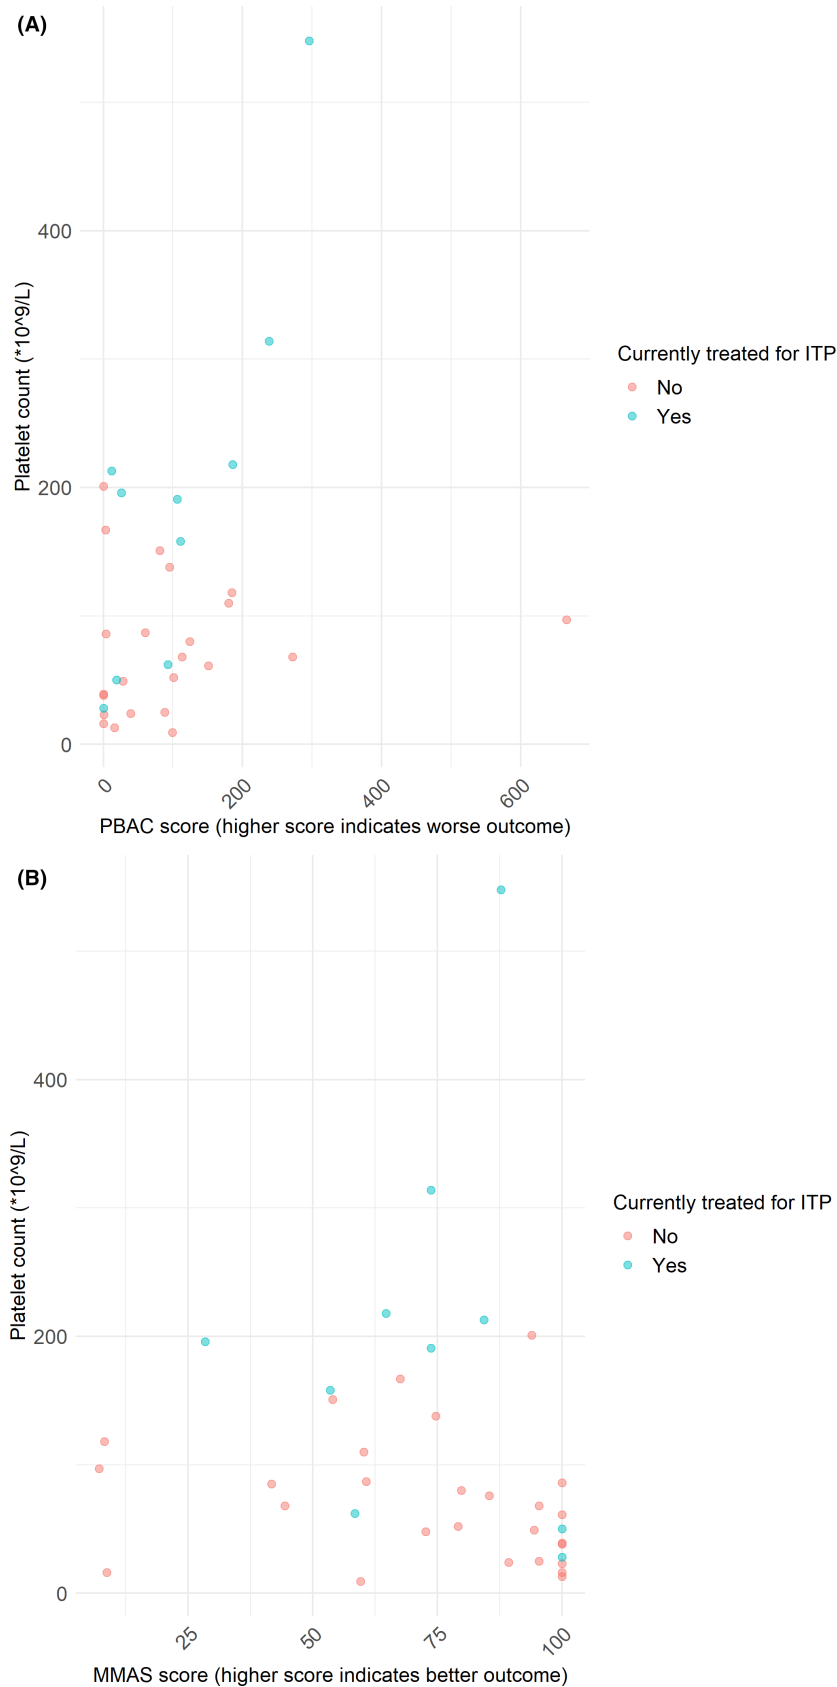 (A)
400
200
0
Platelet count (*10^9/L)
0
200
400
600
PBAC score (higher score indicates worse outcome)
Currently treated for ITP
No
Yes
(B)
400
200
0
Platelet count (*10^9/L)
25
50
75
100
MMAS score (higher score indicates better outcome)
Currently treated for ITP
No
Yes